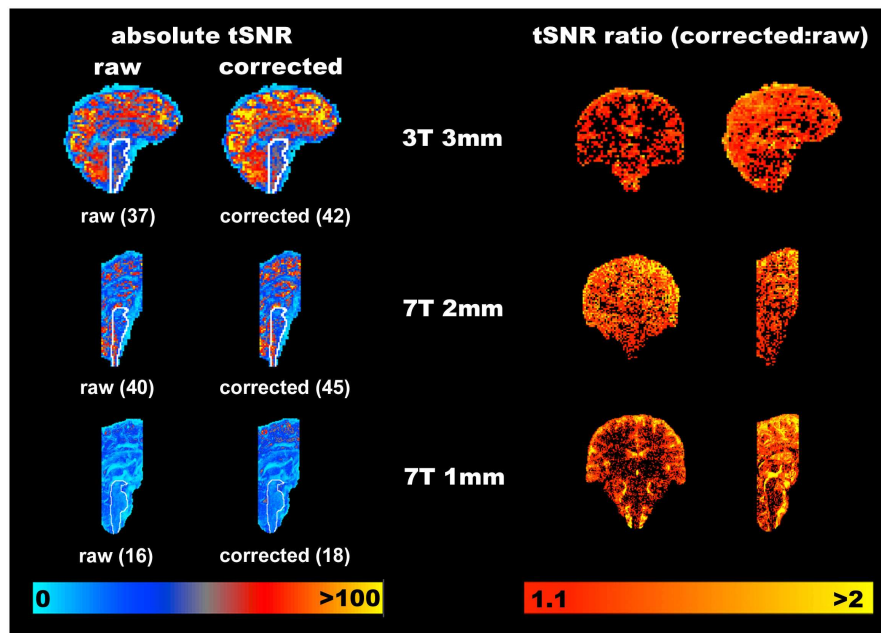 absolute tSNR
tSNR ratio (corrected:raw)
raw
corrected
3T 3mm
raw (37)
corrected (42)
7T 2mm
raw (40)
corrected (45)
7T 1mm
raw (16)
corrected (18)
0
>100
1.1
>2